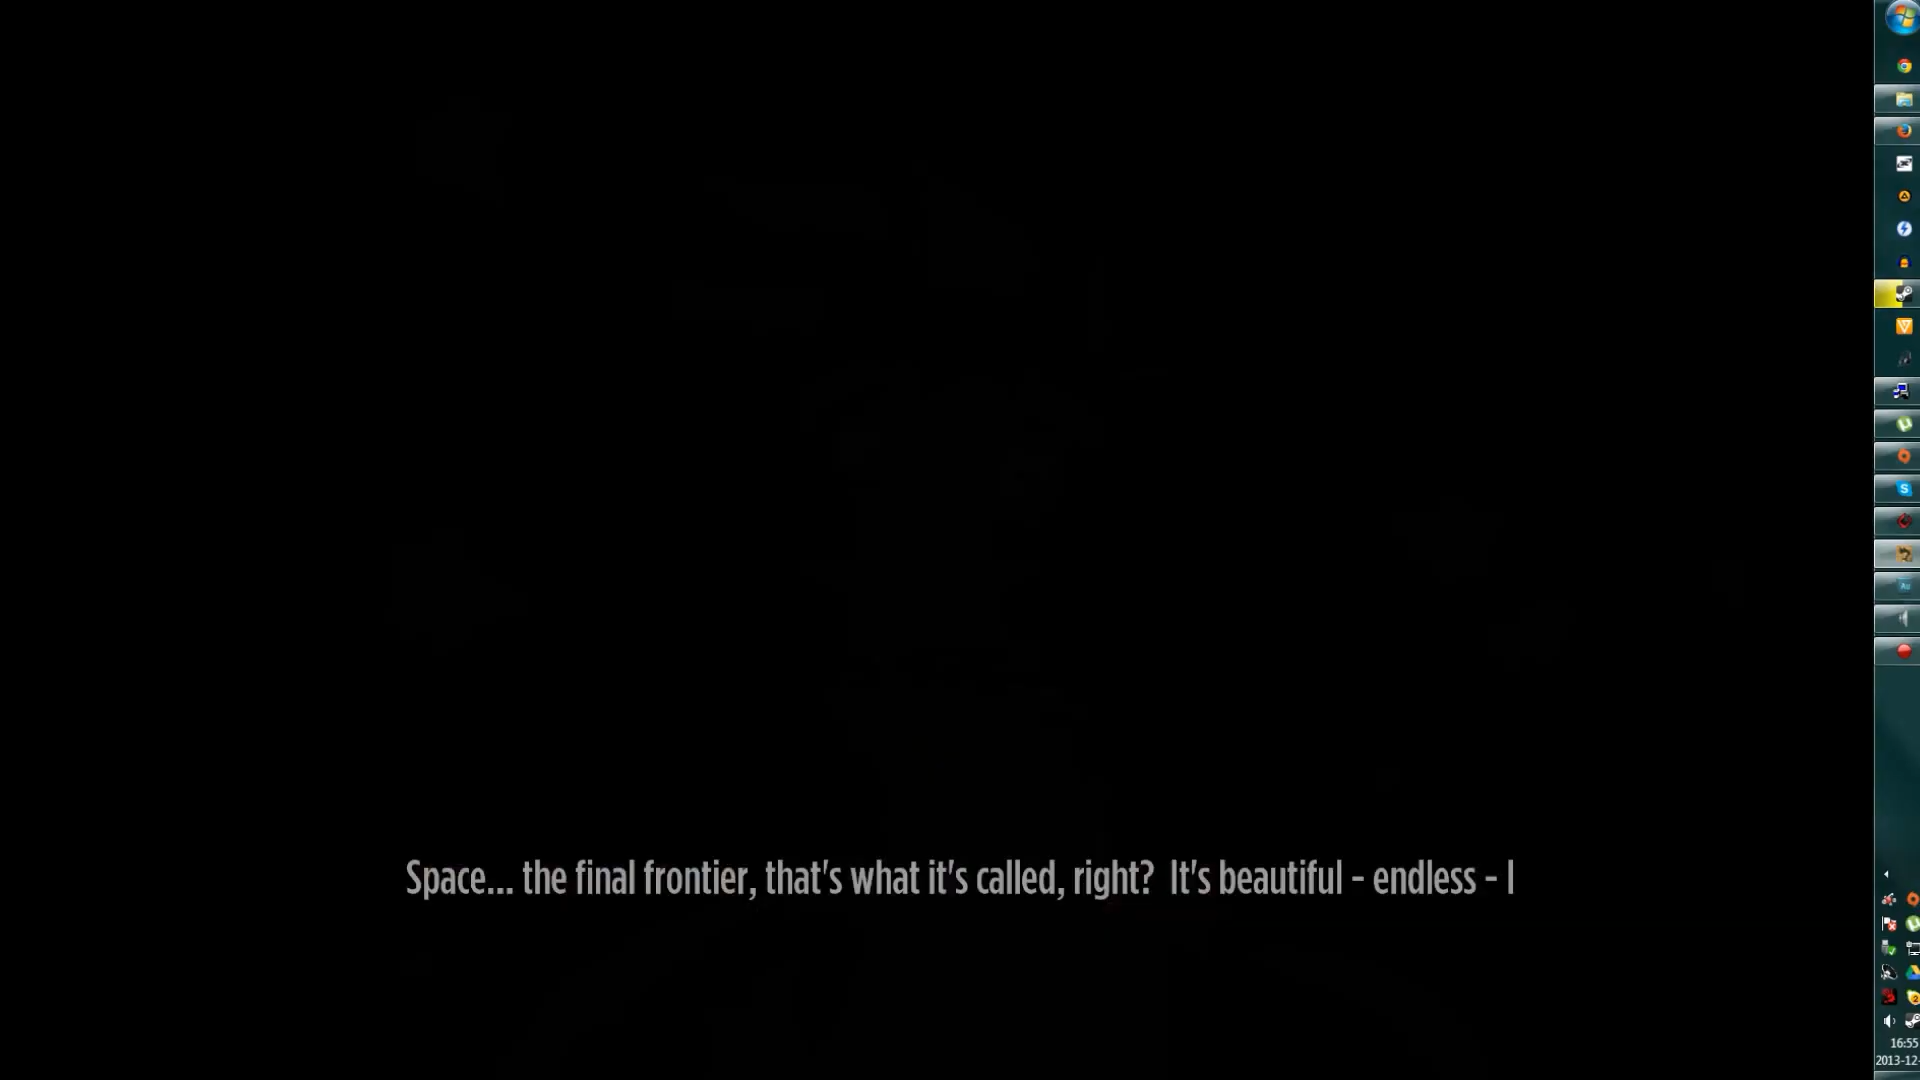 Space... the final frontier, that's what it's called, right?  It's beautiful - endless - I
16:55
2013-12-